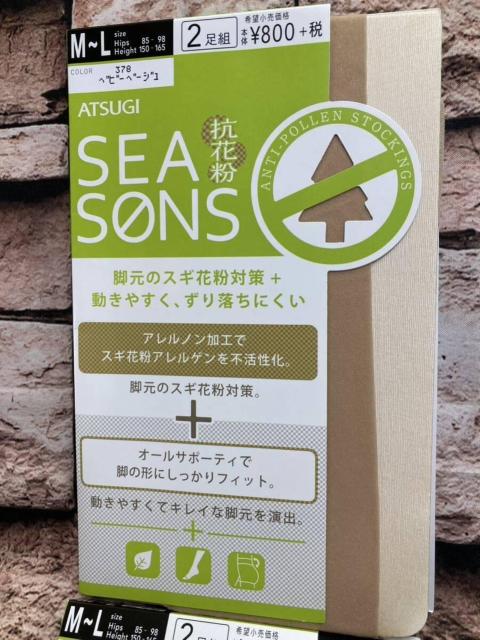 M~L
size
Hips 85-98
Height 150-165
2足組
希望小売価格
本体 ¥800+税
COLOR
378
ベビーベージュ
ATSUGI
SEA
SONS
抗花粉
ANTI-POLLEN STOCKINGS
脚元のスギ花粉対策+
動きやすく、ずり落ちにくい
アレルノン加工で
スギ花粉アレルゲンを不活性化。
脚元のスギ花粉対策。
+
オールサポーティで
脚の形にしっかりフィット。
動きやすくてキレイな脚元を演出。
+
M~L
size
Hips 85-98
Height 150-165
2足組
希望小売価格